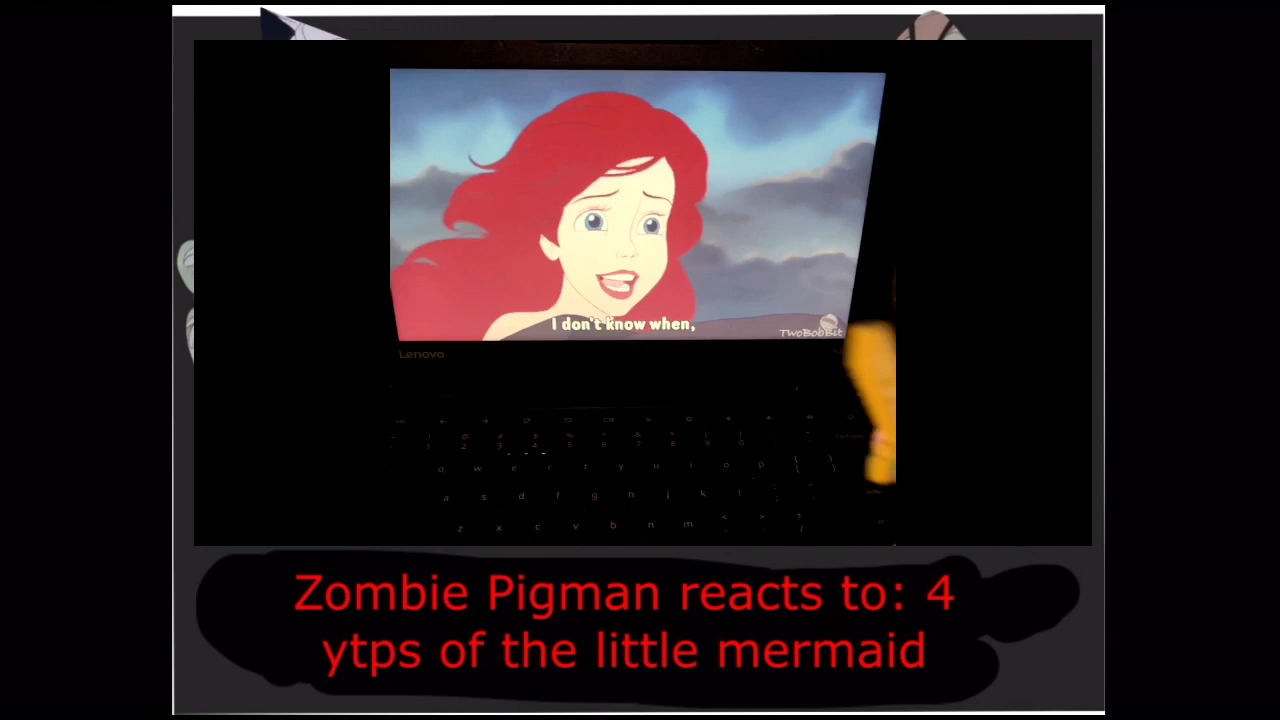 I don't know when,
TwoBobBit
Lenovo
q w e r t y u i o p
a s d f g h j k l
z x c v b n m
Zombie Pigman reacts to: 4
ytps of the little mermaid